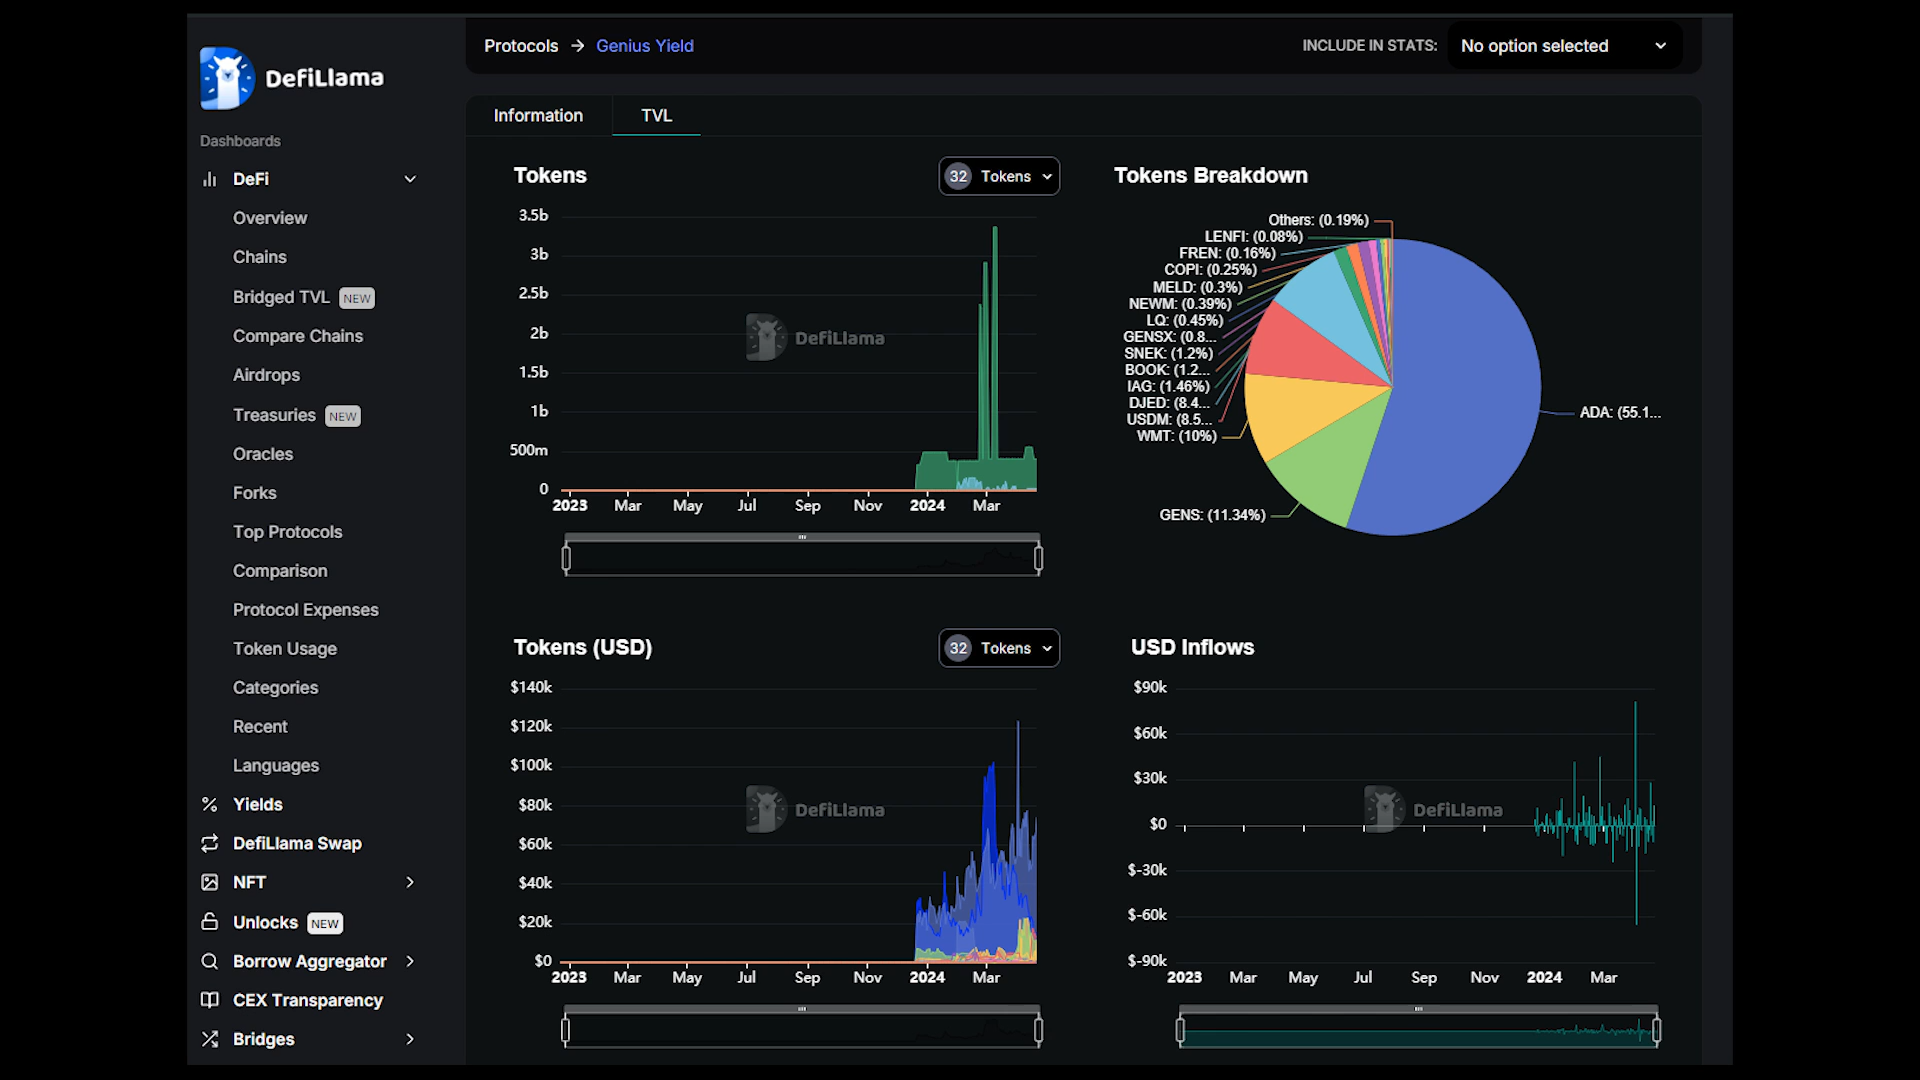 DefiLlama
Dashboards
DeFi
Overview
Chains
Bridged TVL NEW
Compare Chains
Airdrops
Treasuries NEW
Oracles
Forks
Top Protocols
Comparison
Protocol Expenses
Token Usage
Categories
Recent
Languages
Yields
DefiLlama Swap
NFT
Unlocks NEW
Borrow Aggregator
CEX Transparency
Bridges
Protocols → Genius Yield
INCLUDE IN STATS: No option selected
Information TVL
Tokens
32 Tokens
3.5b
3b
2.5b
2b
1.5b
1b
500m
0
DefiLlama
2023 Mar May Jul Sep Nov 2024 Mar
Tokens Breakdown
Others: (0.19%)
LENFI: (0.08%)
FREN: (0.16%)
COPI: (0.25%)
MELD: (0.3%)
NEWM: (0.39%)
LQ: (0.45%)
GENSX: (0.8...
SNEK: (1.2%)
BOOK: (1.2...
IAG: (1.46%)
DJED: (8.4...
USDM: (8.5...
WMT: (10%)
ADA: (55.1...
GENS: (11.34%)
Tokens (USD)
32 Tokens
$140k
$120k
$100k
$80k
$60k
$40k
$20k
$0
DefiLlama
2023 Mar May Jul Sep Nov 2024 Mar
USD Inflows
$90k
$60k
$30k
$0
$-30k
$-60k
$-90k
DefiLlama
2023 Mar May Jul Sep Nov 2024 Mar